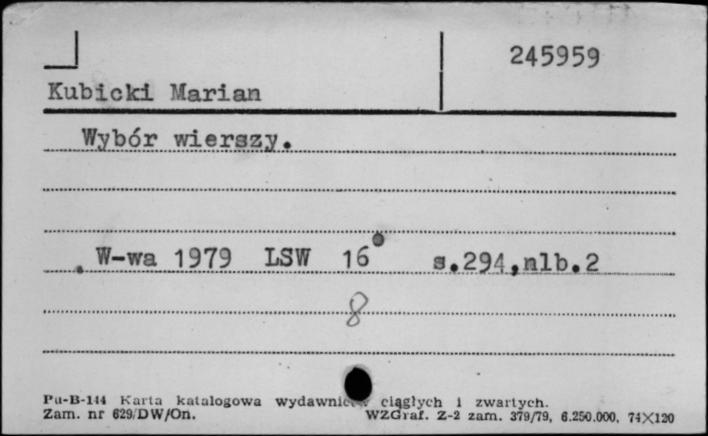 245959
Kubicki Marian
Wybór wierszy.
W-wa 1979 LSW 16° s.294,nlb.2
8
Pu-B-144 Karta katalogowa ciągłych i zwartych.
Zam. nr 629/DW/On. WZGraf. Z-2 zam. 379/79, 6.250.000, 74X120